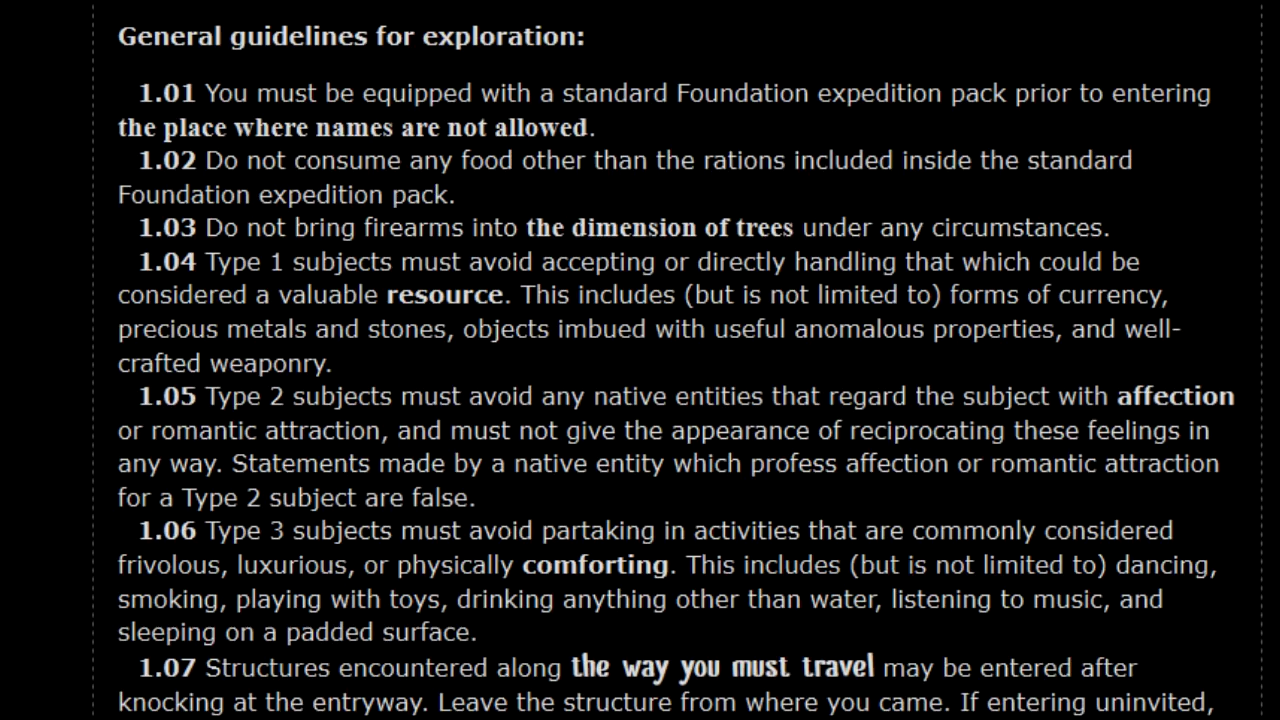 General guidelines for exploration:
1.01 You must be equipped with a standard Foundation expedition pack prior to entering
the place where names are not allowed.
1.02 Do not consume any food other than the rations included inside the standard
Foundation expedition pack.
1.03 Do not bring firearms into the dimension of trees under any circumstances.
1.04 Type 1 subjects must avoid accepting or directly handling that which could be
considered a valuable resource. This includes (but is not limited to) forms of currency,
precious metals and stones, objects imbued with useful anomalous properties, and well-
crafted weaponry.
1.05 Type 2 subjects must avoid any native entities that regard the subject with affection
or romantic attraction, and must not give the appearance of reciprocating these feelings in
any way. Statements made by a native entity which profess affection or romantic attraction
for a Type 2 subject are false.
1.06 Type 3 subjects must avoid partaking in activities that are commonly considered
frivolous, luxurious, or physically comforting. This includes (but is not limited to) dancing,
smoking, playing with toys, drinking anything other than water, listening to music, and
sleeping on a padded surface.
1.07 Structures encountered along the way you must travel may be entered after
knocking at the entryway. Leave the structure from where you came. If entering uninvited,